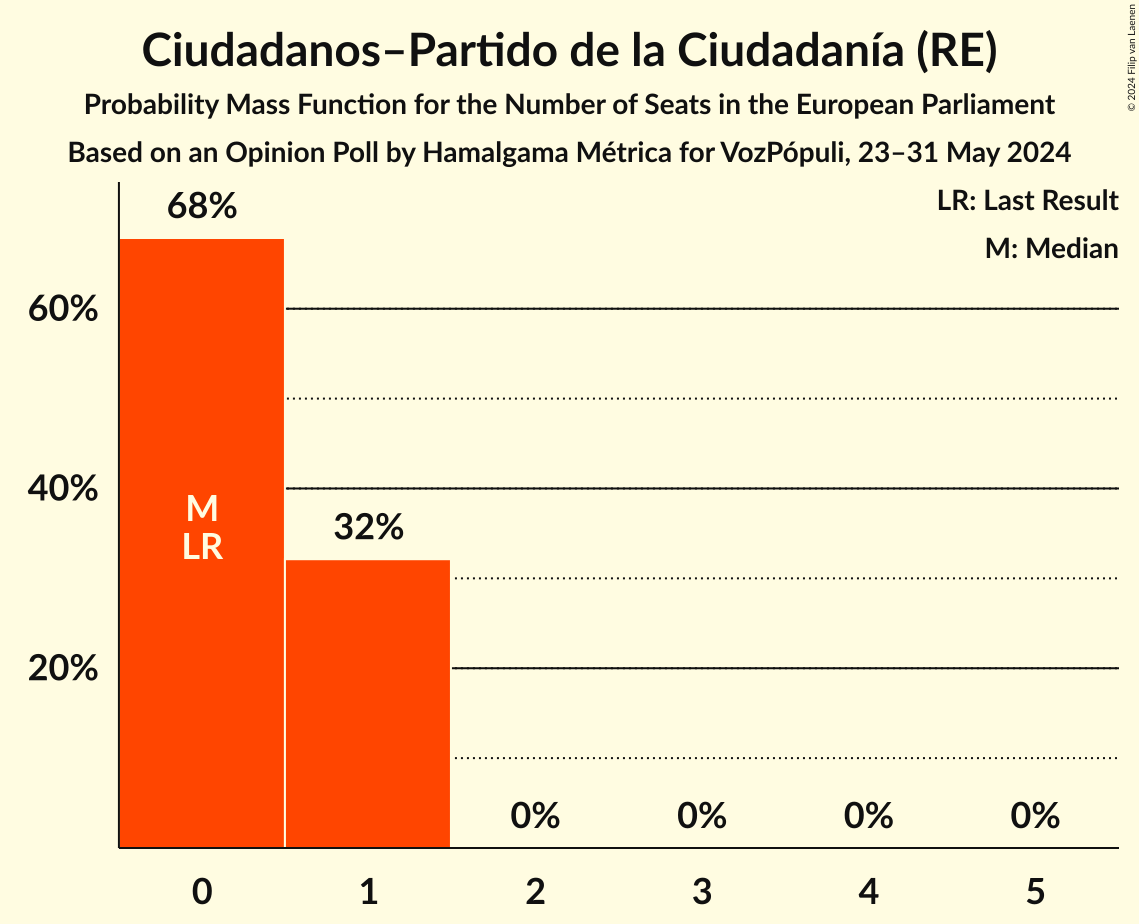 Ciudadanos–Partido de la Ciudadanía (RE)
Probability Mass Function for the Number of Seats in the European Parliament
Based on an Opinion Poll by Hamalgama Métrica for VozPópuli, 23–31 May 2024
© 2024 Filip van Laenen
LR: Last Result
M: Median
68%
60%
40%
M
LR
32%
20%
0% 0% 0% 0%
0 1 2 3 4 5